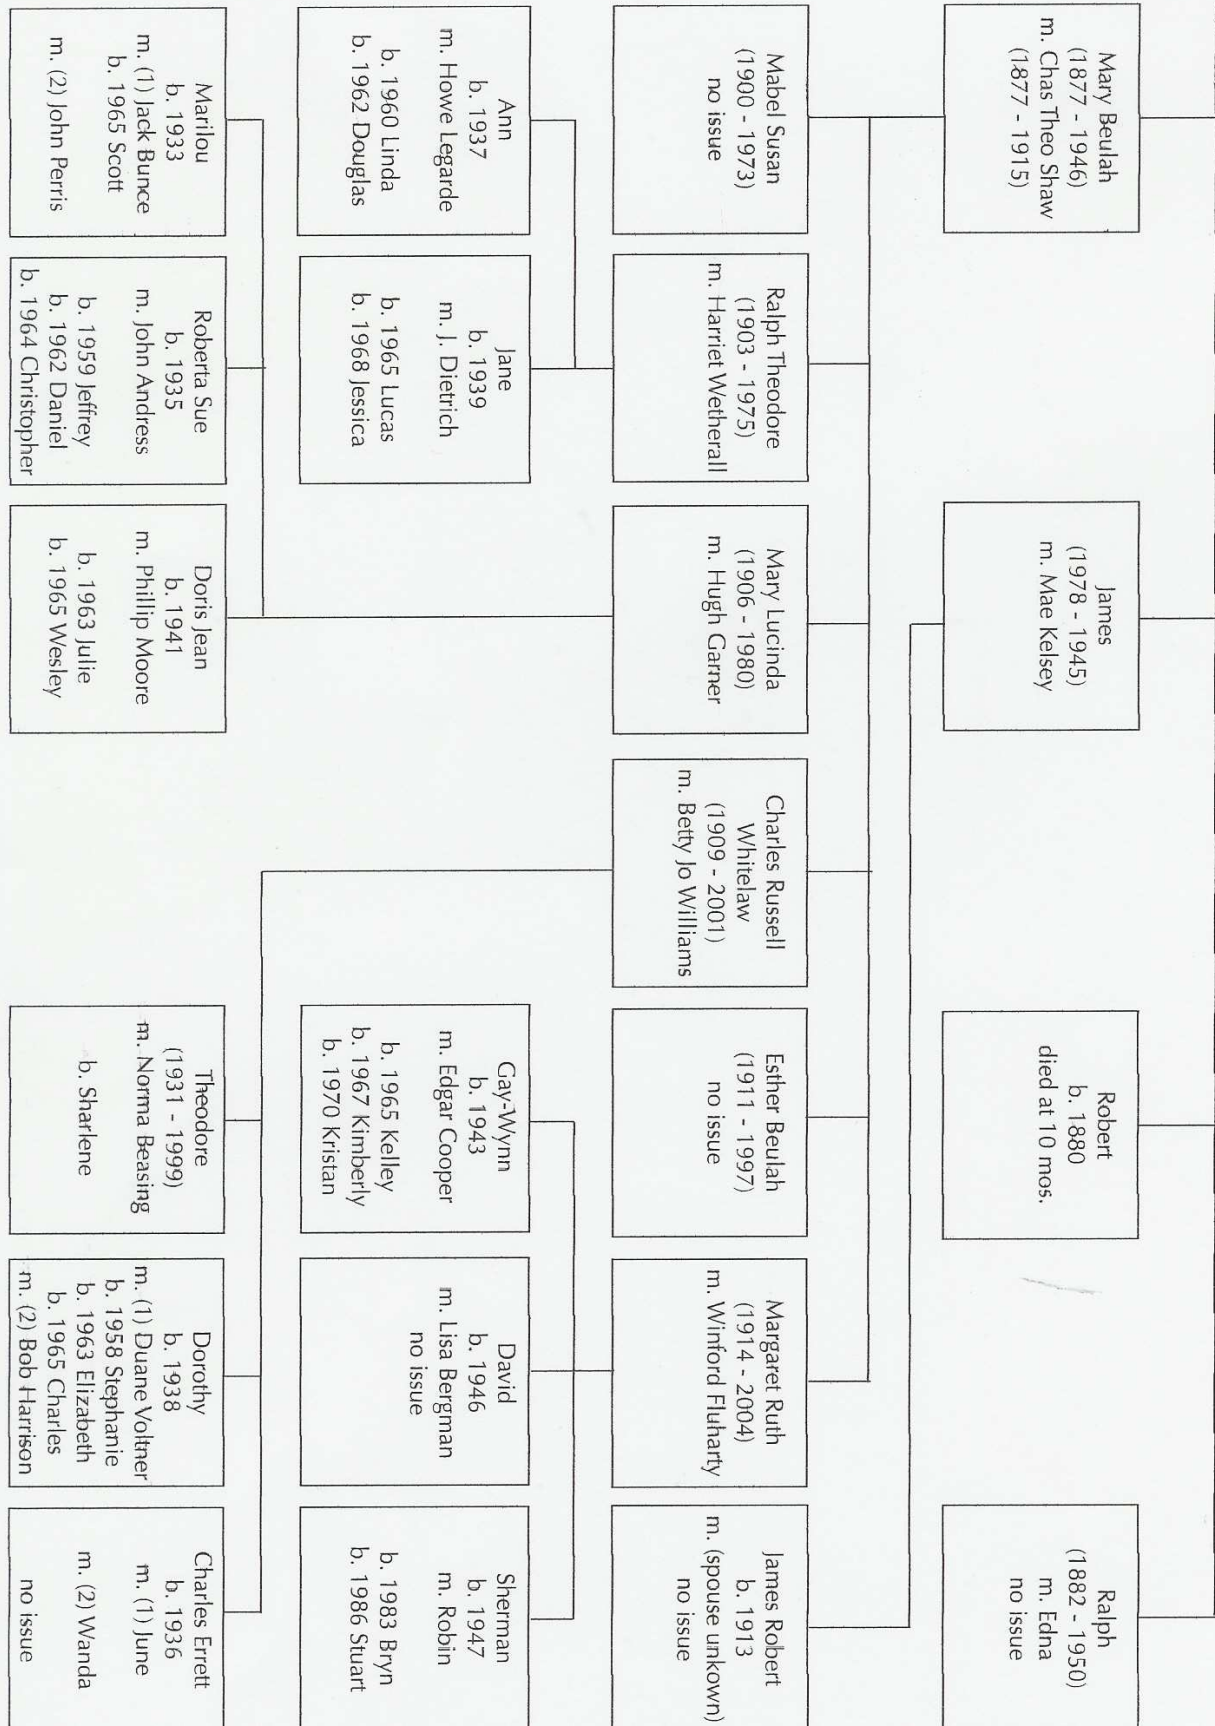 Mary Beulah
(1877 - 1946)
m. Chas Theo Shaw
(1877 - 1915)
James
(1978 - 1945)
m. Mae Kelsey
Robert
b. 1880
died at 10 mos.
Ralph
(1882 - 1950)
m. Edna
no issue
Mabel Susan
(1900 - 1973)
no issue
Ralph Theodore
(1903 - 1975)
m. Harriet Wetherall
Mary Lucinda
(1906 - 1980)
m. Hugh Garner
Charles Russell
Whitelaw
(1909 - 2001)
m. Betty Jo Williams
Esther Beulah
(1911 - 1997)
no issue
Margaret Ruth
(1914 - 2004)
m. Winford Fluharty
James Robert
b. 1913
m. (spouse unkown)
no issue
Ann
b. 1937
m. Howe Legarde
b. 1960 Linda
b. 1962 Douglas
Jane
b. 1939
m. J. Dietrich
b. 1965 Lucas
b. 1968 Jessica
Gay-Wynn
b. 1943
m. Edgar Cooper
b. 1965 Kelley
b. 1967 Kimberly
b. 1970 Kristan
David
b. 1946
m. Lisa Bergman
no issue
Sherman
b. 1947
m. Robin
b. 1983 Bryn
b. 1986 Stuart
Marilou
b. 1933
m. (1) Jack Bunce
b. 1965 Scott
m. (2) John Perris
Roberta Sue
b. 1935
m. John Andress
b. 1959 Jeffrey
b. 1962 Daniel
b. 1964 Christopher
Doris Jean
b. 1941
m. Phillip Moore
b. 1963 Julie
b. 1965 Wesley
Theodore
(1931 - 1999)
m. Norma Beasing
b. Sharlene
Dorothy
b. 1938
m. (1) Duane Voltner
b. 1958 Stephanie
b. 1963 Elizabeth
b. 1965 Charles
m. (2) Bob Harrison
Charles Errett
b. 1936
m. (1) June
m. (2) Wanda
no issue